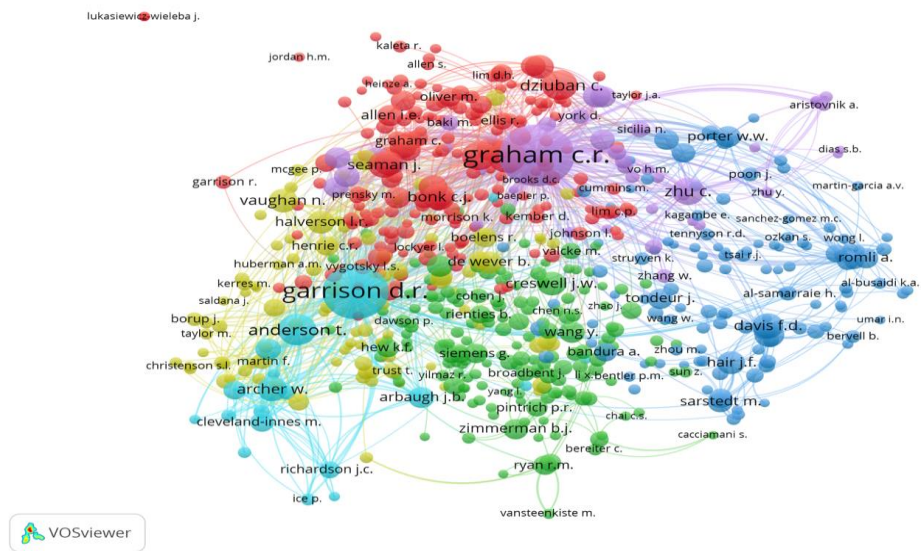 lukasiewicz-wieleba j.
kaleta r.
jordan h.m.
allen s.
lim d.h.
heinze a.
dziuban c.
taylor j.a.
oliver m.
aristovnik a.
allen i.e.
baki m.
ellis r.
york d.
sicilia n.
porter w.w.
graham c.
graham c.r.
dias s.b.
mcgee p.
seaman j.
vo h.m.
poon j.
garrison r.
brooks d.c.
cummins m.
zhu c.
zhu y.
martin-garcia a.v.
vaughan n.
prensky m.
bonk c.j.
baepler p.
kagambe e.
halverson l.r.
morrison k.
kember d.
lim c.p.
sanchez-gomez m.c.
henrie c.r.
lockyer l.
boelens r.
johnson l.
tennyson r.d.
ozkan s.
wong l.
huberman a.m.
vygotsky l.s.
de wever b.
valcke m.
struyven k.
tsai r.j.
romli a.
kerres m.
zhang w.
saldana j.
garrison d.r.
cohen j.
creswell j.w.
al-busaidi k.a.
chen n.s.
zhao j.
tondeur j.
al-samarraie h.
borup j.
dawson p.
rienties b.
wang w.
umar i.n.
taylor m.
anderson t.
wang y.
davis f.d.
bervell b.
hew k.f.
siemens g.
bandura a.
zhou m.
christenson s.l.
martin f.
trust t.
yilmaz r.
broadbent j.
li x.
bentler p.m.
sun z.
hair j.f.
archer w.
arbaugh j.b.
yang l.
pintrich p.r.
sarstedt m.
cleveland-innes m.
zimmerman b.j.
chai c.s.
cacciamani s.
bereiter c.
richardson j.c.
ryan r.m.
ice p.
vansteenkiste m.
VOSviewer